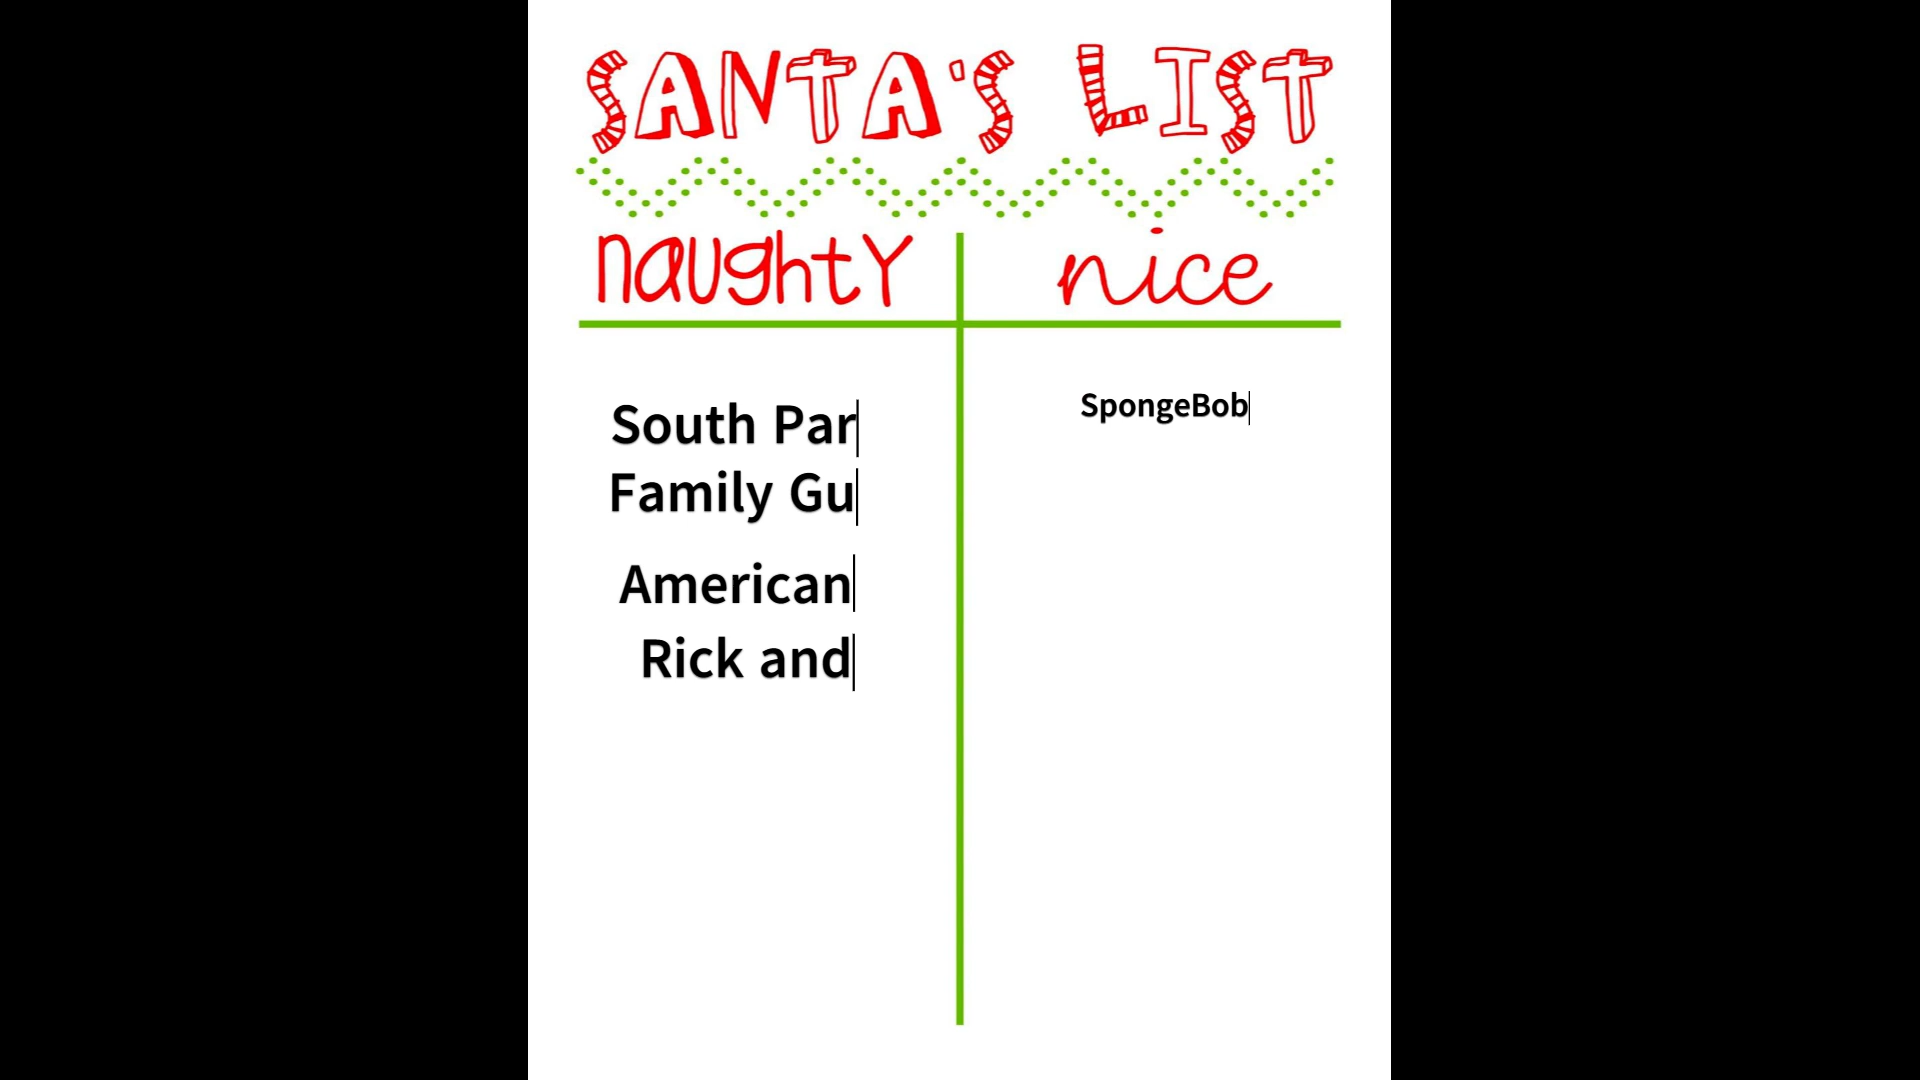 SANTA'S LIST
naughty
nice
South Par
Family Gu
American
Rick and
SpongeBob